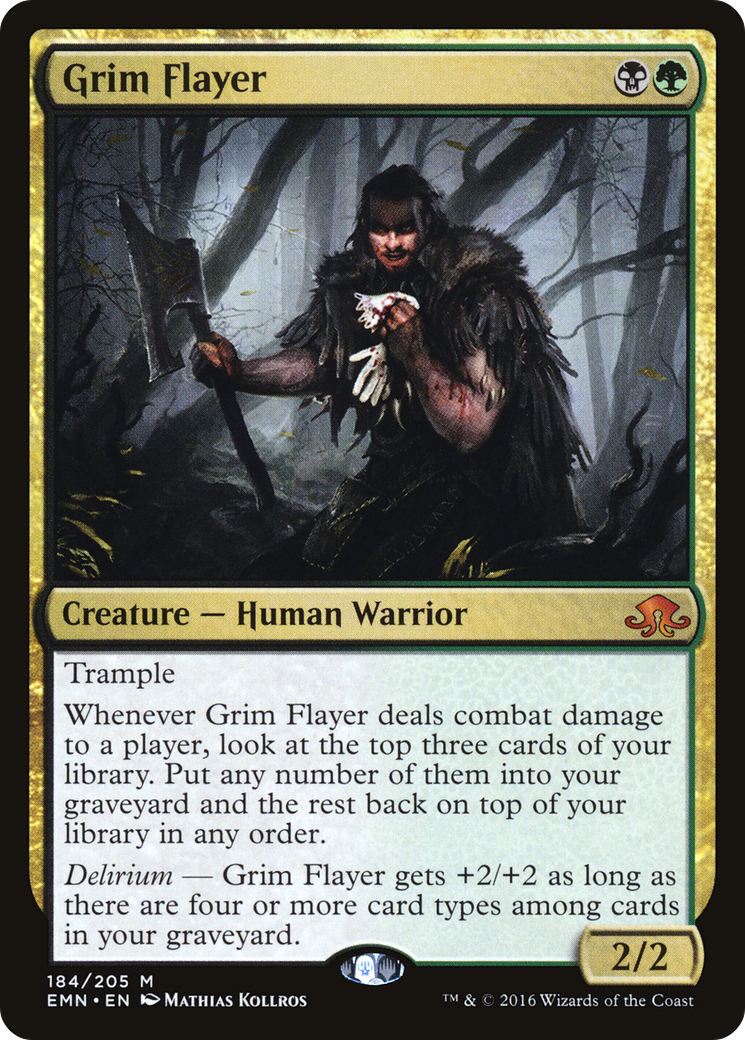 Grim Flayer
Creature — Human Warrior
Trample
Whenever Grim Flayer deals combat damage
to a player, look at the top three cards of your
library. Put any number of them into your
graveyard and the rest back on top of your
library in any order.
Delirium — Grim Flayer gets +2/+2 as long as
there are four or more card types among cards
in your graveyard.
2/2
184/205 M
EMN • EN Mathias Kollros
™ & © 2016 Wizards of the Coast